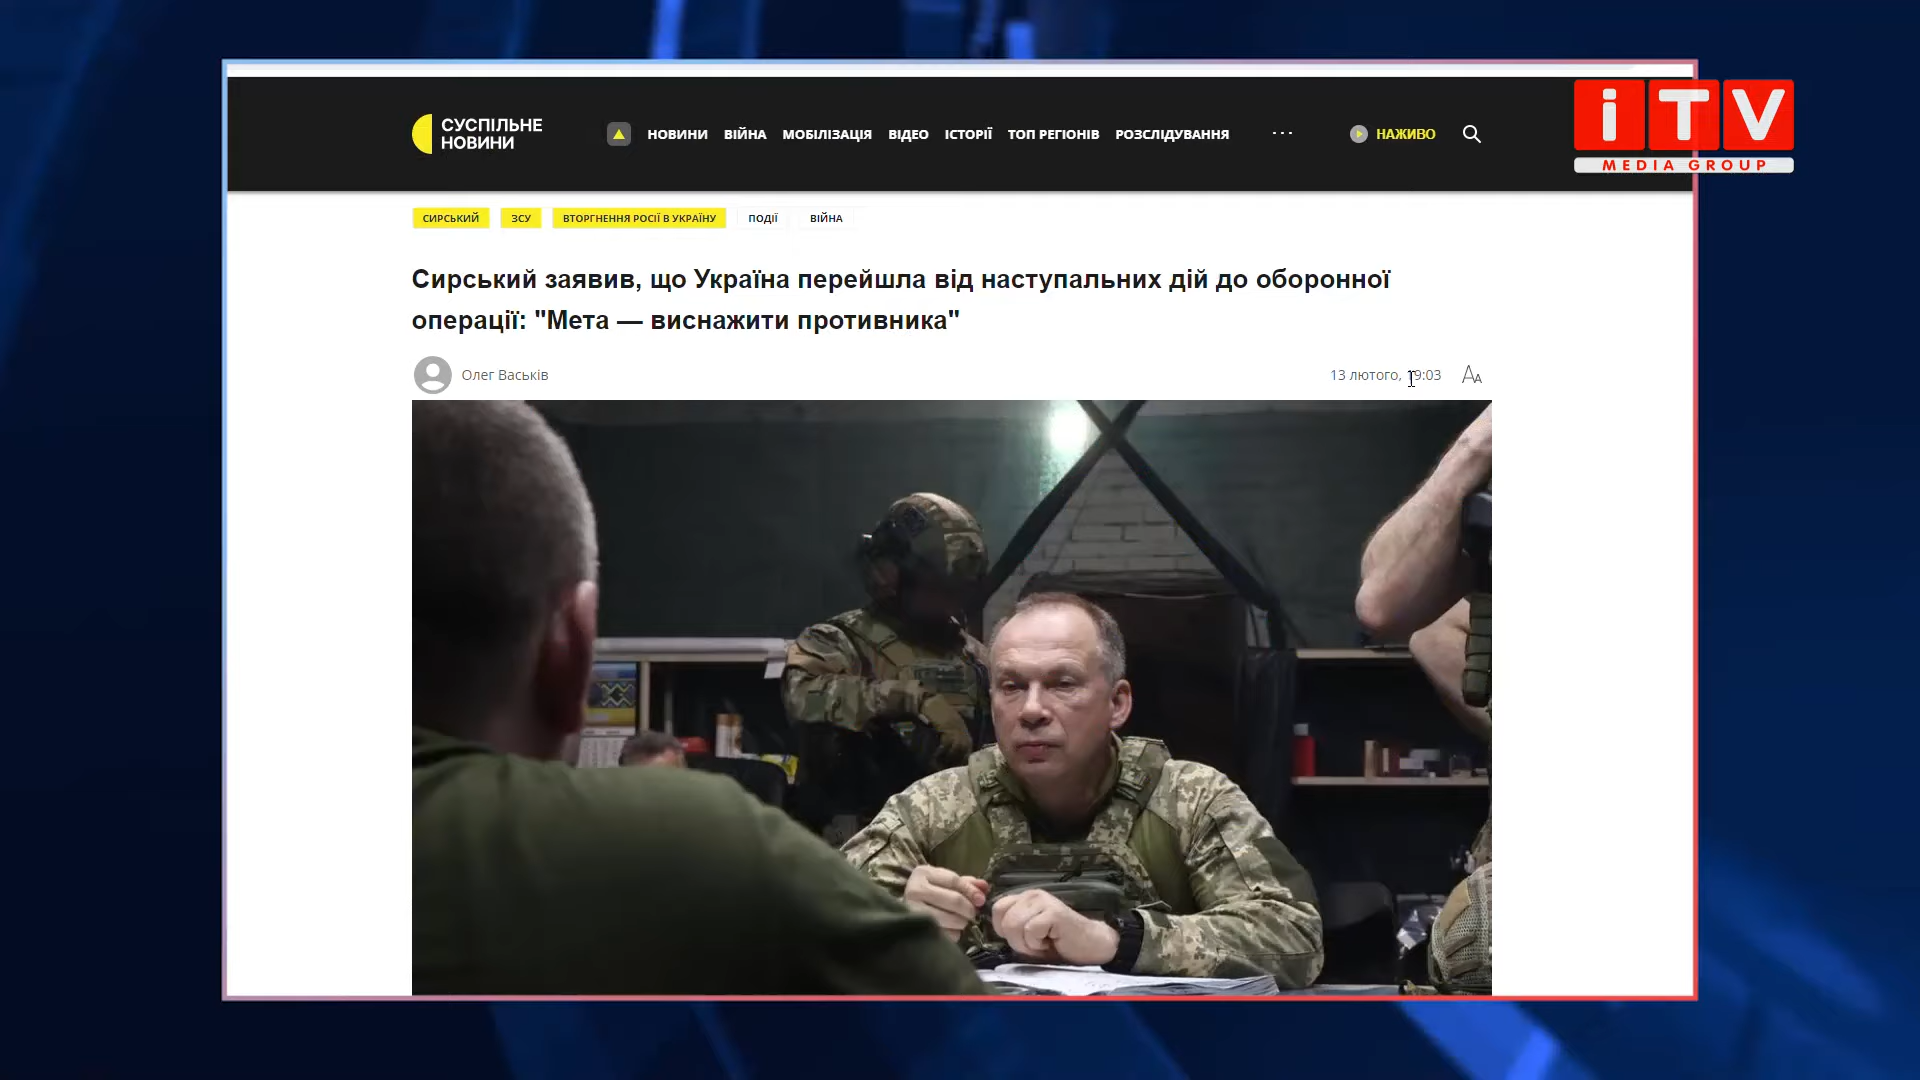 iTV
MEDIA GROUP
СУСПІЛЬНЕ
НОВИНИ
НОВИНИ ВІЙНА МОБІЛІЗАЦІЯ ВІДЕО ІСТОРІЇ ТОП РЕГІОНІВ РОЗСЛІДУВАННЯ ... НАЖИВО
СИРСЬКИЙ ЗСУ ВТОРГНЕННЯ РОСІЇ В УКРАЇНУ ПОДІЇ ВІЙНА
Сирський заявив, що Україна перейшла від наступальних дій до оборонної
операції: "Мета — виснажити противника"
Олег Васьків
13 лютого, 19:03 AA